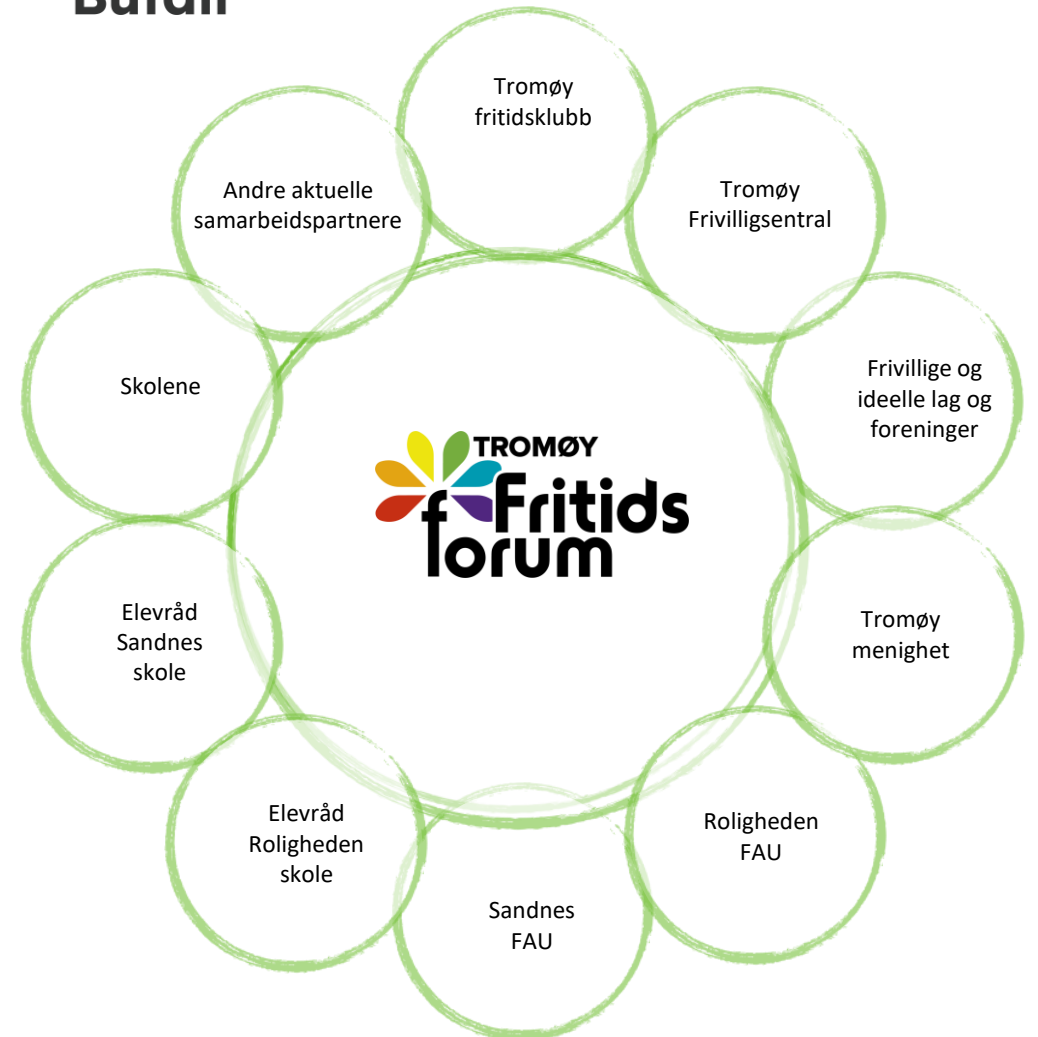 Bufdir
Tromøy
fritidsklubb
Tromøy
Frivilligsentral
Frivillige og
ideelle lag og
foreninger
Tromøy
menighet
Roligheden
FAU
Sandnes
FAU
Elevråd
Roligheden
skole
Elevråd
Sandnes
skole
Skolene
Andre aktuelle
samarbeidspartnere
TROMØY
Fritids
forum